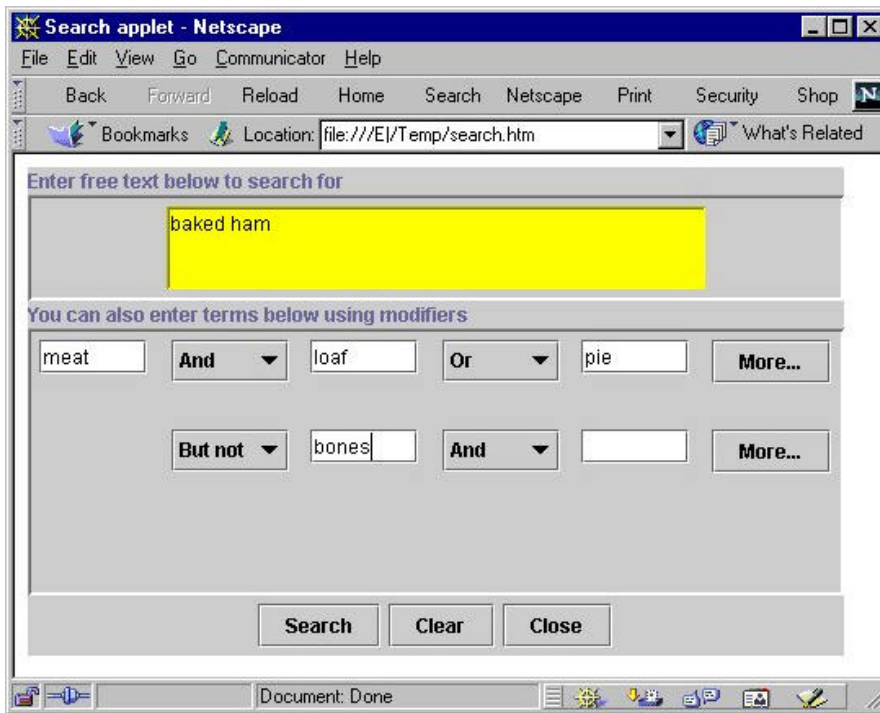 Search applet - Netscape
File Edit View Go Communicator Help
Back Forward Reload Home Search Netscape Print Security Shop N
Bookmarks Location: file:///E|/Temp/search.htm What's Related
Enter free text below to search for
baked ham
You can also enter terms below using modifiers
meat And loaf Or pie More...
But not bones And More...
Search Clear Close
Document: Done